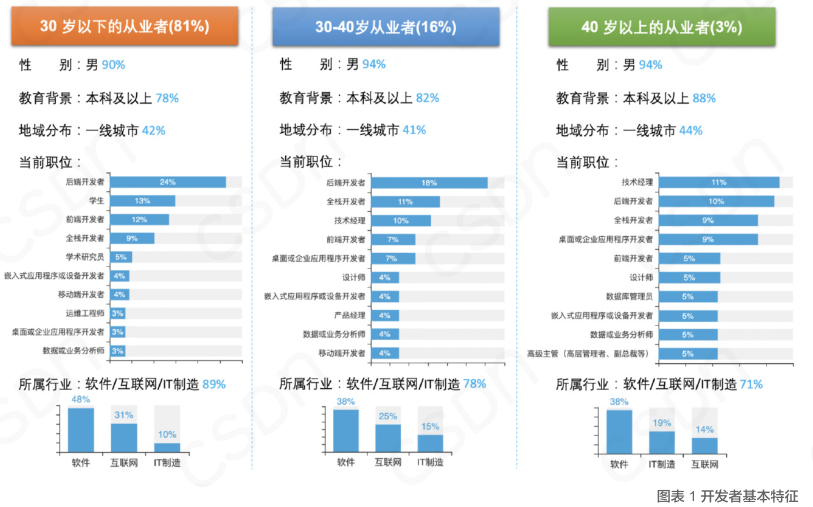 30 岁以下的从业者(81%)
性 别：男 90%
教育背景：本科及以上 78%
地域分布：一线城市 42%
当前职位：
后端开发者 24%
学生 13%
前端开发者 12%
全栈开发者 9%
学术研究员 5%
嵌入式应用程序或设备开发者 4%
移动端开发者 4%
运维工程师 3%
桌面或企业应用程序开发者 3%
数据或业务分析师 3%
所属行业：软件/互联网/IT制造 89%
48% 31% 10%
软件 互联网 IT制造
30-40岁从业者(16%)
性 别：男 94%
教育背景：本科及以上 82%
地域分布：一线城市 41%
当前职位：
后端开发者 18%
全栈开发者 11%
技术经理 10%
前端开发者 7%
桌面或企业应用程序开发者 7%
设计师 4%
嵌入式应用程序或设备开发者 4%
产品经理 4%
数据或业务分析师 4%
移动端开发者 4%
所属行业：软件/互联网/IT制造 78%
38% 25% 15%
软件 互联网 IT制造
40 岁以上的从业者(3%)
性 别：男 94%
教育背景：本科及以上 88%
地域分布：一线城市 44%
当前职位：
技术经理 11%
后端开发者 10%
全栈开发者 9%
桌面或企业应用程序开发者 9%
前端开发者 5%
设计师 5%
数据库管理员 5%
嵌入式应用程序或设备开发者 5%
数据或业务分析师 5%
高级主管（高层管理者、副总裁等） 5%
所属行业：软件/互联网/IT制造 71%
38% 19% 14%
软件 IT制造 互联网
图表 1 开发者基本特征
CSDN